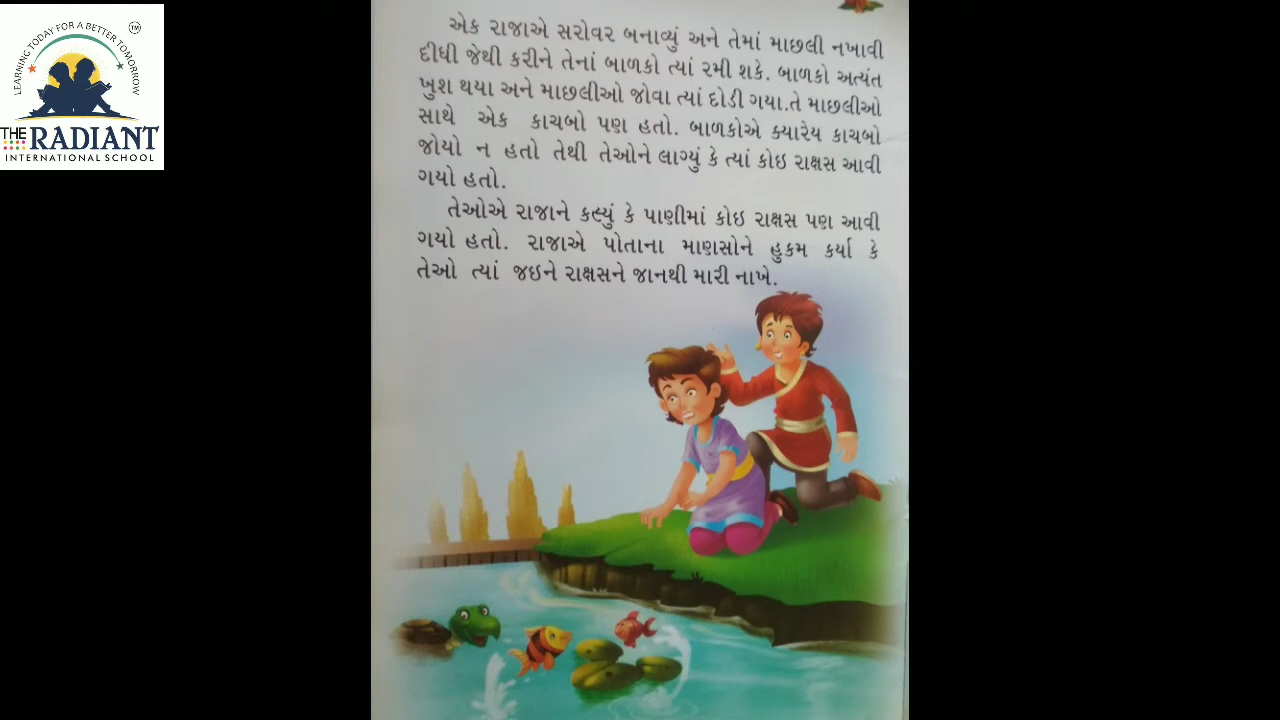 LEARNING TODAY FOR A BETTER TOMORROW
TM
THE RADIANT
INTERNATIONAL SCHOOL
એક રાજાએ સરોવર બનાવ્યું અને તેમાં માછલી નખાવી
દીધી જેથી કરીને તેનાં બાળકો ત્યાં રમી શકે. બાળકો અત્યંત
ખુશ થયા અને માછલીઓ જોવા ત્યાં દોડી ગયા.તે માછલીઓ
સાથે એક કાચબો પણ હતો. બાળકોએ ક્યારેય કાચબો
જોયો ન હતો તેથી તેઓને લાગ્યું કે ત્યાં કોઇ રાક્ષસ આવી
ગયો હતો.
તેઓએ રાજાને કહ્યું કે પાણીમાં કોઇ રાક્ષસ પણ આવી
ગયો હતો. રાજાએ પોતાના માણસોને હુકમ કર્યા કે
તેઓ ત્યાં જઇને રાક્ષસને જાનથી મારી નાખે.